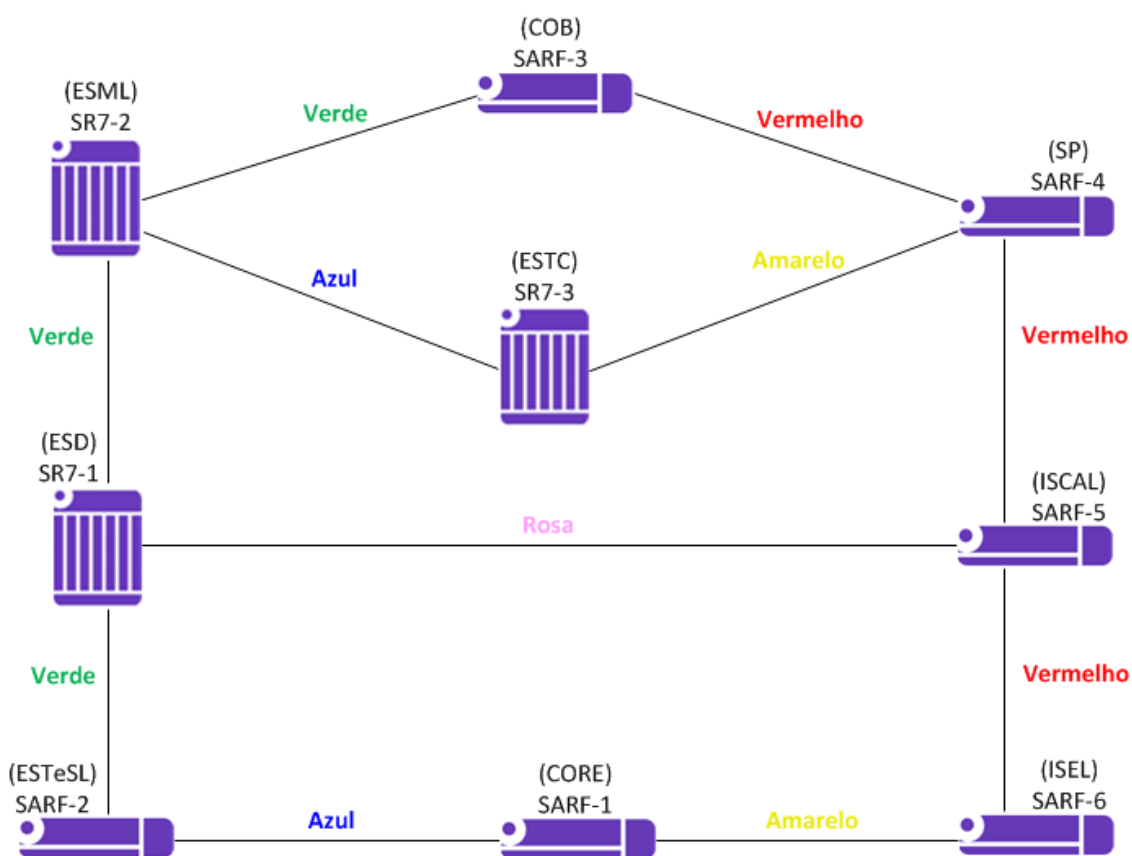 (COB)
SARF-3
(ESML)
SR7-2
Verde
Vermelho
(SP)
SARF-4
Azul
(ESTC)
SR7-3
Amarelo
Verde
Vermelho
(ESD)
SR7-1
Rosa
(ISCAL)
SARF-5
Verde
Vermelho
(ESTeSL)
SARF-2
Azul
(CORE)
SARF-1
Amarelo
(ISEL)
SARF-6